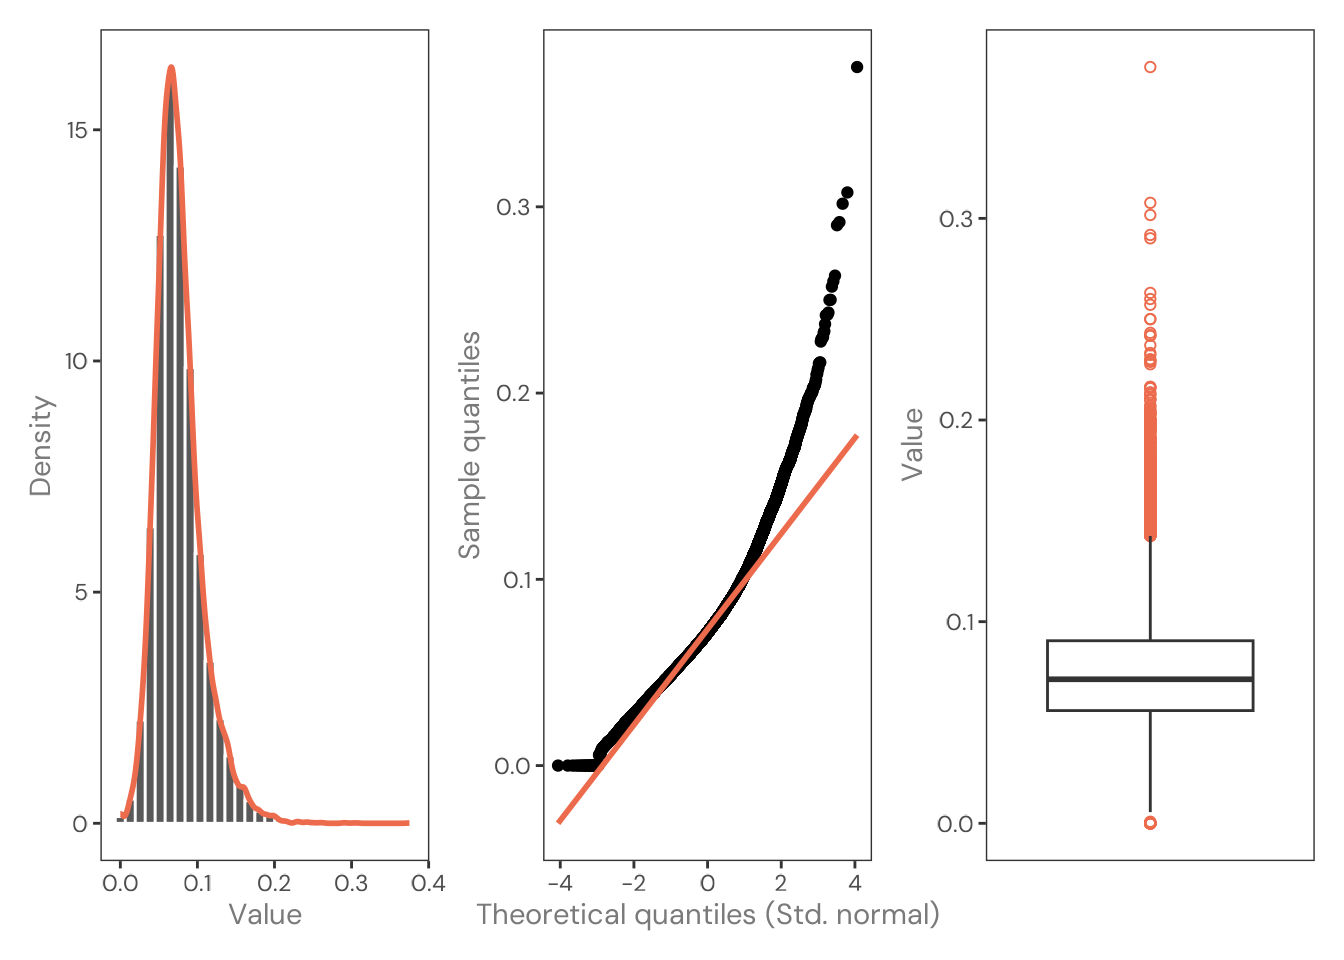 15
10
5
0
Density
0.0 0.1 0.2 0.3 0.4
Value
0.3
0.2
0.1
0.0
Sample quantiles
−4 −2 0 2 4
Theoretical quantiles (Std. normal)
0.3
0.2
0.1
0.0
Value